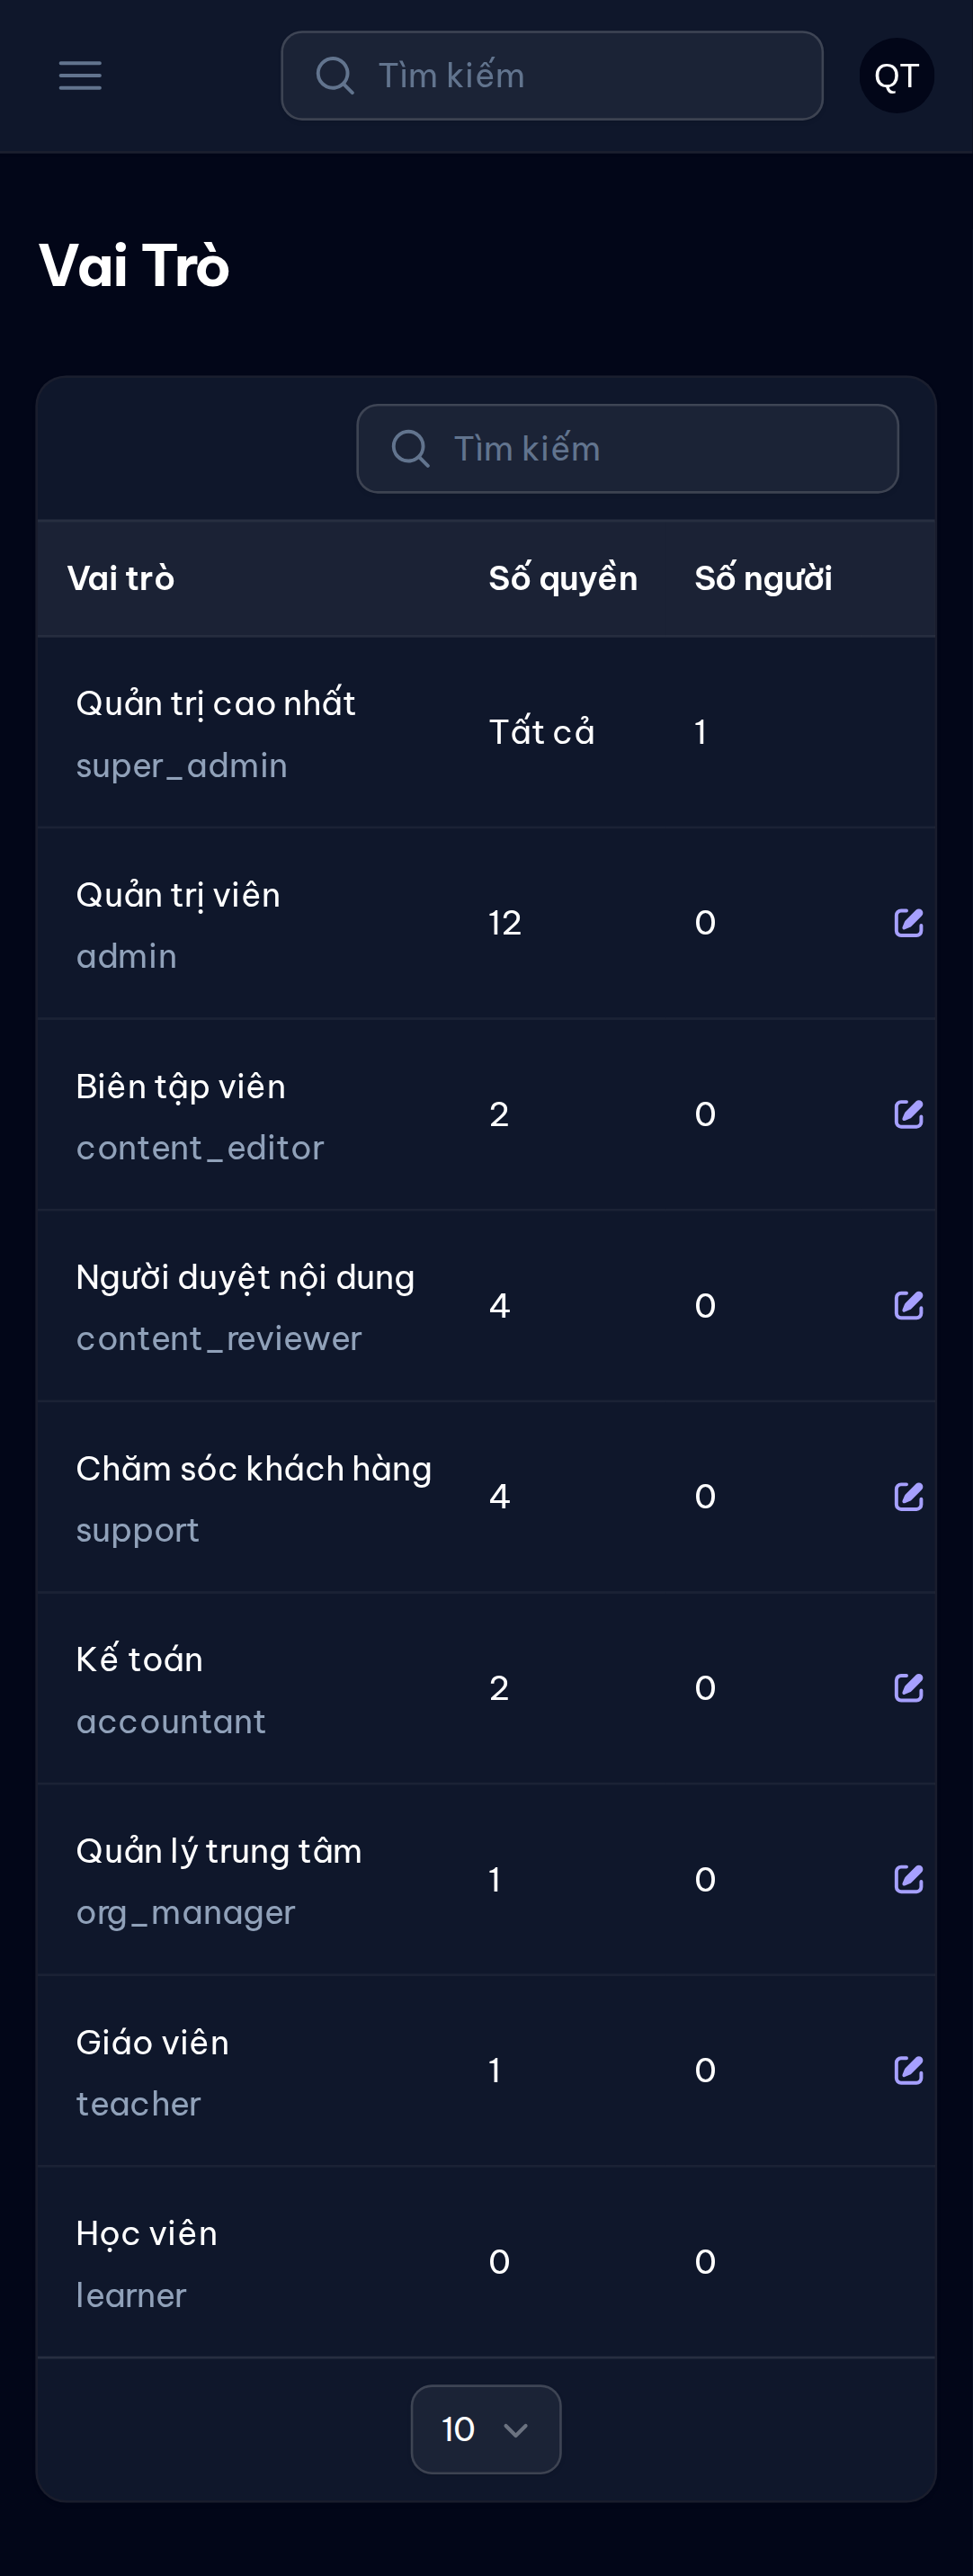 Tìm kiếm
QT
Vai Trò
Tìm kiếm
Vai trò Số quyền Số người
Quản trị cao nhất
super_admin
Tất cả 1
Quản trị viên
admin
12 0
Biên tập viên
content_editor
2 0
Người duyệt nội dung
content_reviewer
4 0
Chăm sóc khách hàng
support
4 0
Kế toán
accountant
2 0
Quản lý trung tâm
org_manager
1 0
Giáo viên
teacher
1 0
Học viên
learner
0 0
10